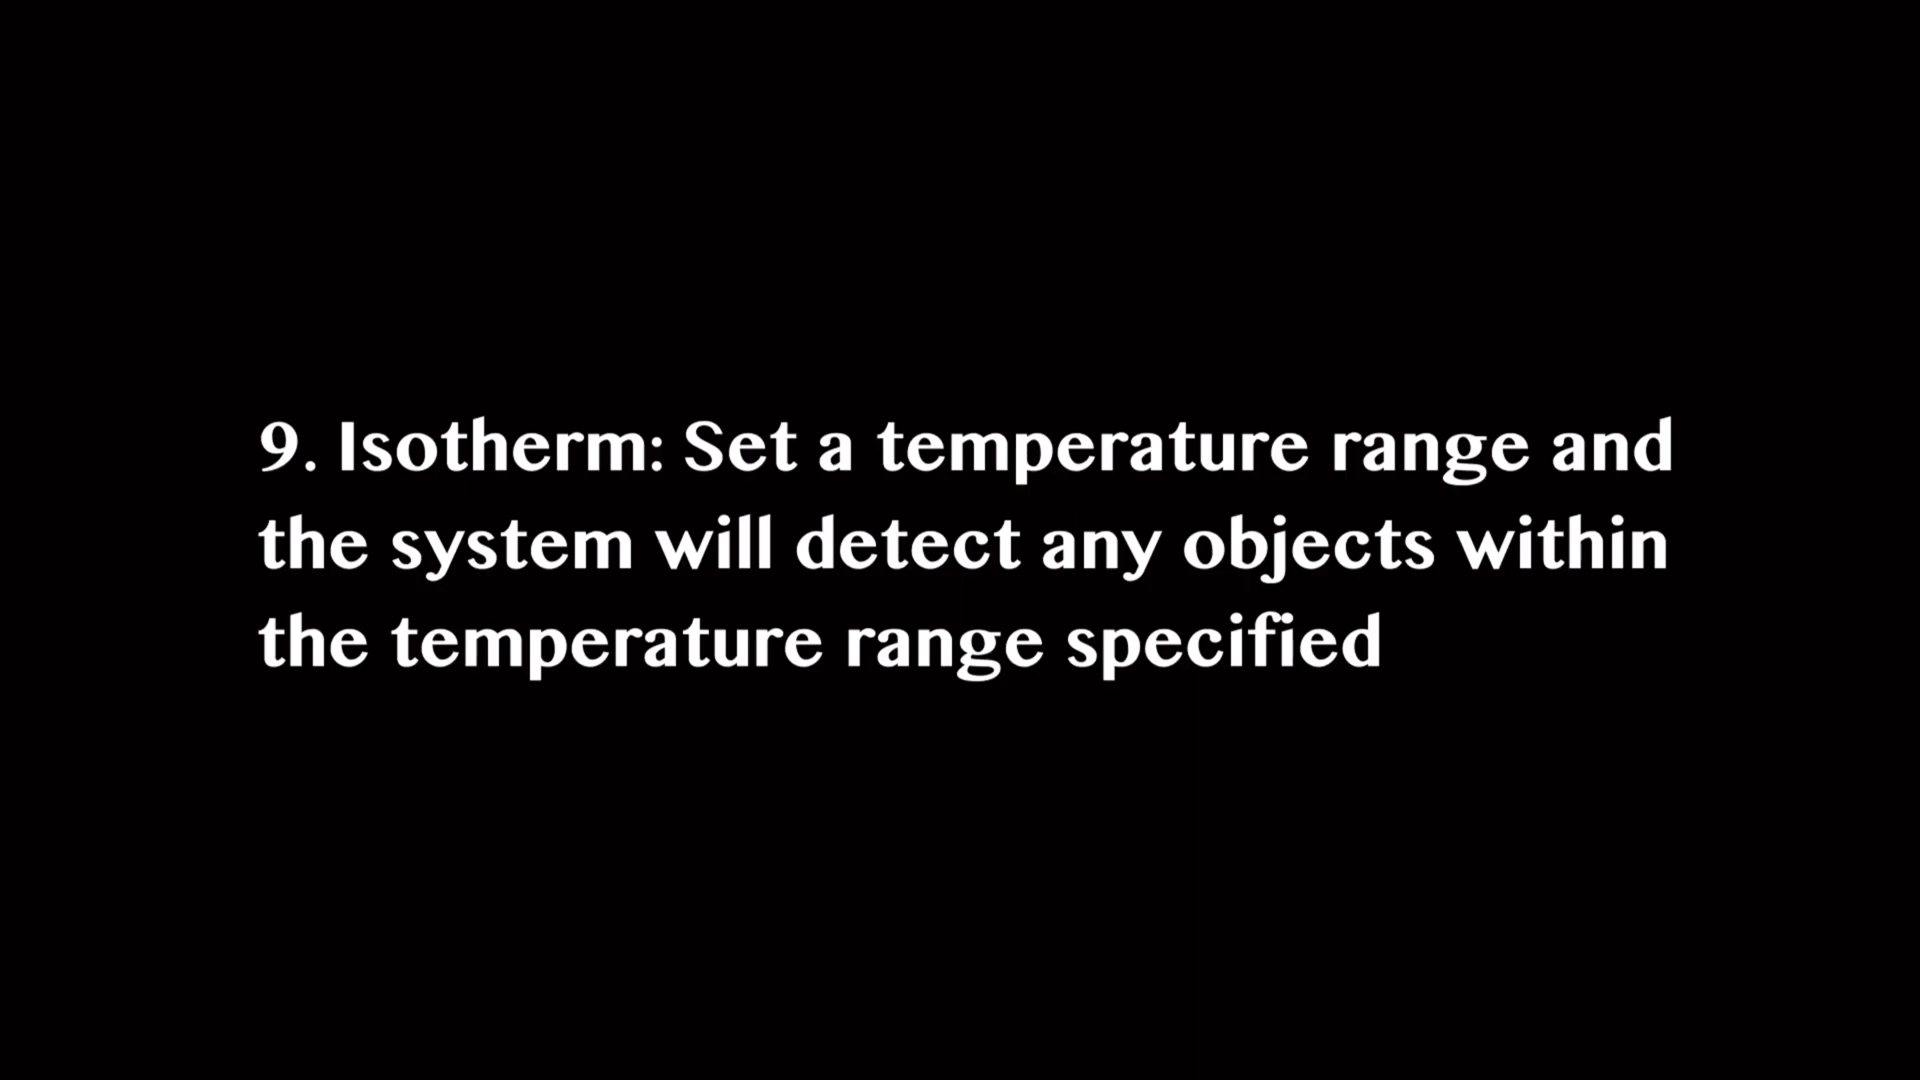 9. Isotherm: Set a temperature range and
the system will detect any objects within
the temperature range specified